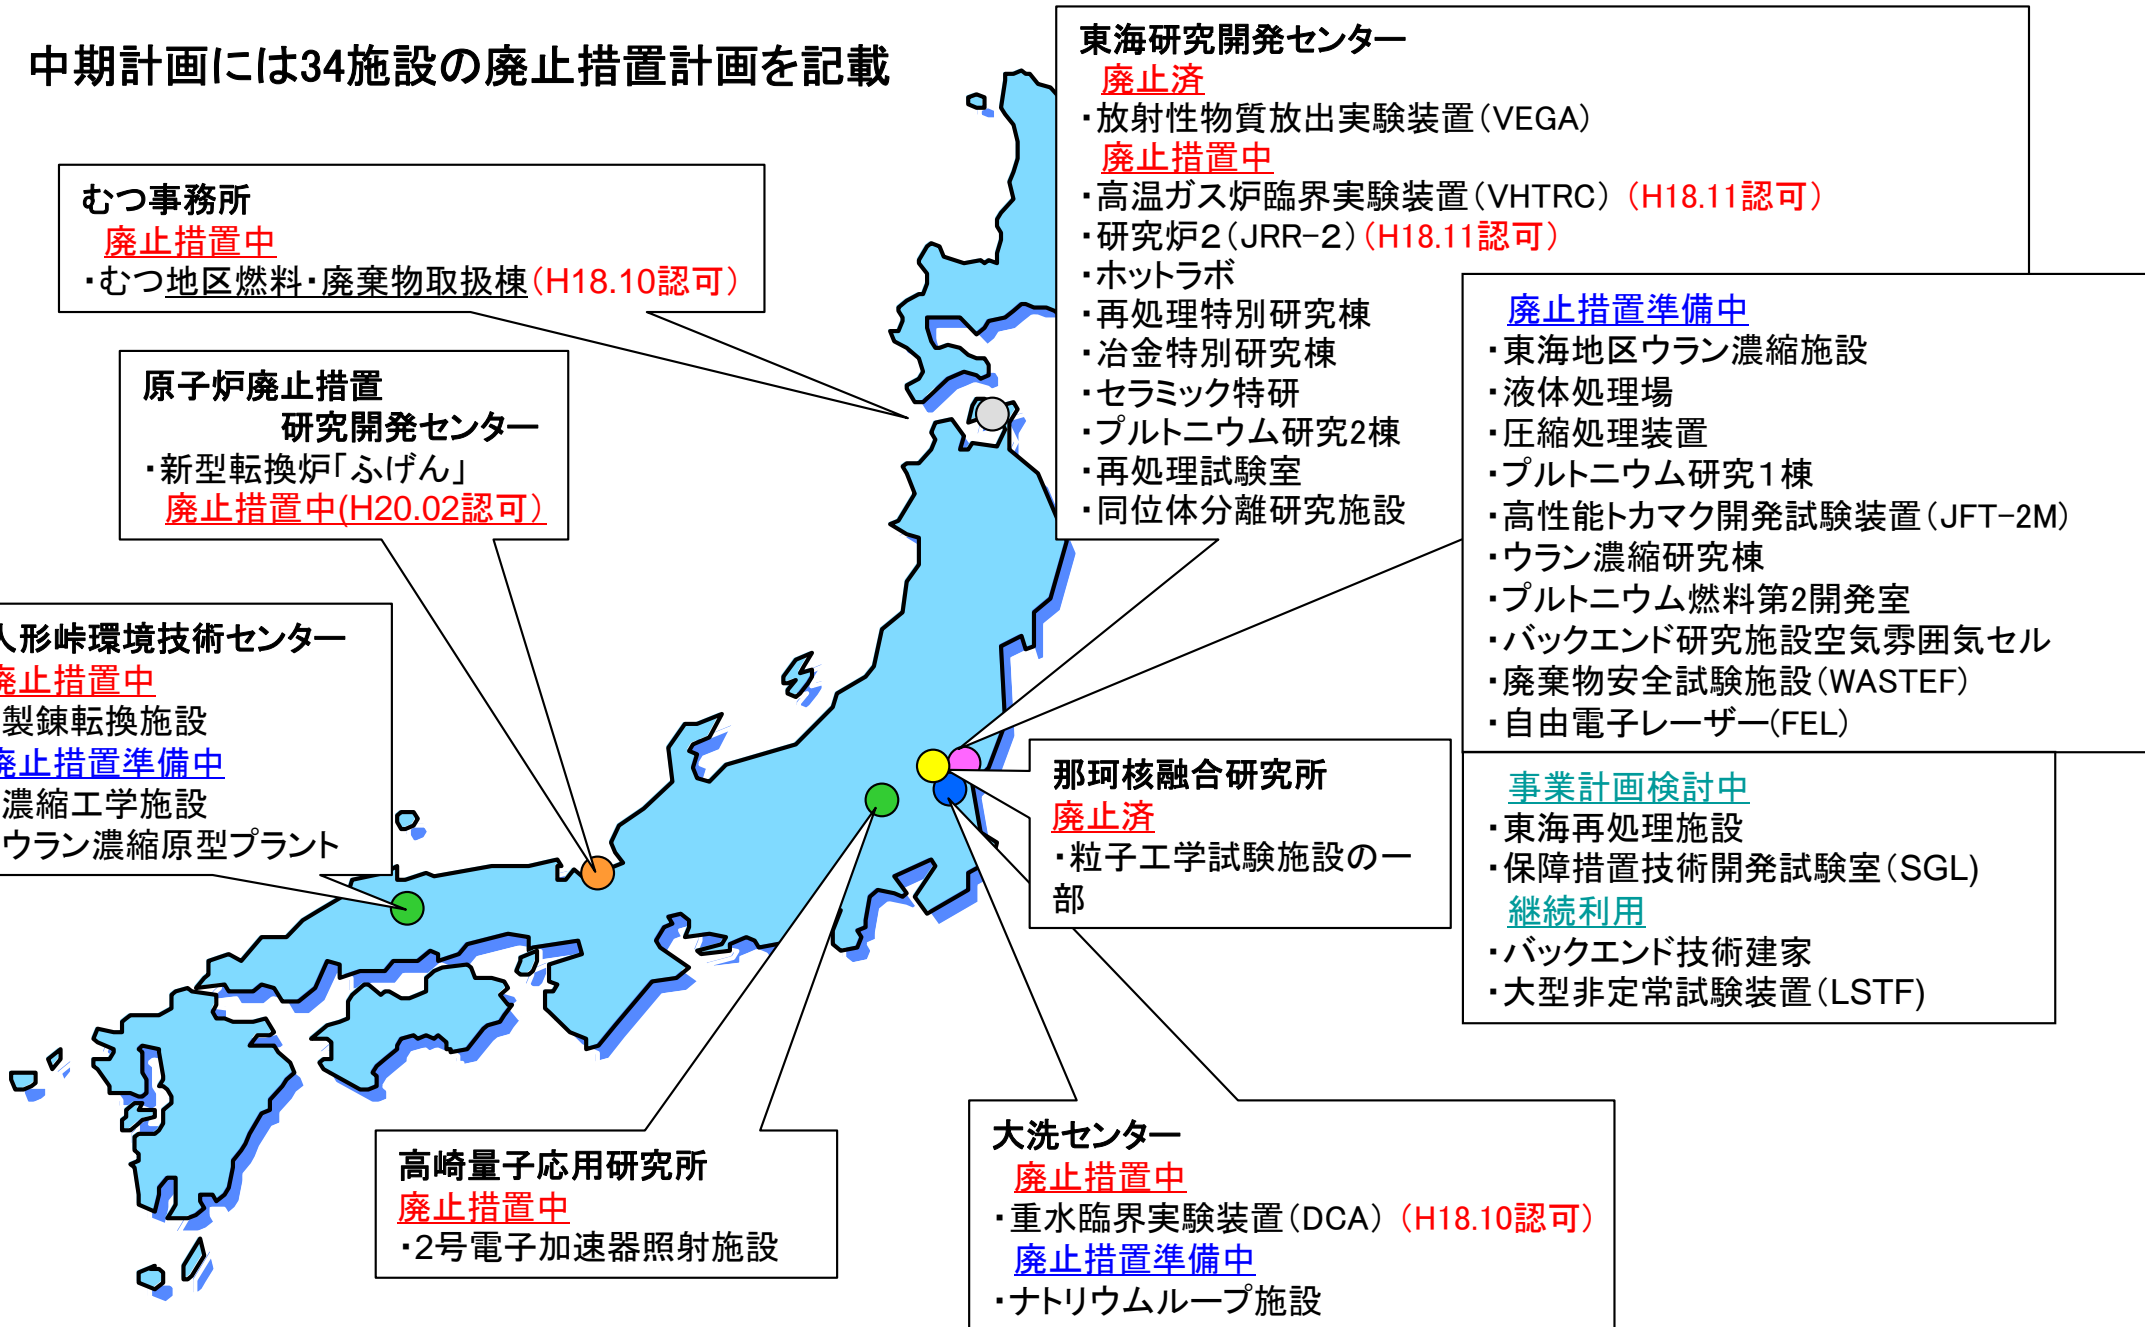 中期計画には34施設の廃止措置計画を記載
むつ事務所
廃止措置中
・むつ地区燃料・廃棄物取扱棟(H18.10認可)
原子炉廃止措置
研究開発センター
・新型転換炉「ふげん」
廃止措置中(H20.02認可)
人形峠環境技術センター
廃止措置中
製錬転換施設
廃止措置準備中
濃縮工学施設
ウラン濃縮原型プラント
高崎量子応用研究所
廃止措置中
・2号電子加速器照射施設
東海研究開発センター
廃止済
・放射性物質放出実験装置(VEGA)
廃止措置中
・高温ガス炉臨界実験装置(VHTRC) (H18.11認可)
・研究炉2(JRR-2)(H18.11認可)
・ホットラボ
・再処理特別研究棟
・冶金特別研究棟
・セラミック特研
・プルトニウム研究2棟
・再処理試験室
・同位体分離研究施設
廃止措置準備中
・東海地区ウラン濃縮施設
・液体処理場
・圧縮処理装置
・プルトニウム研究1棟
・高性能トカマク開発試験装置(JFT-2M)
・ウラン濃縮研究棟
・プルトニウム燃料第2開発室
・バックエンド研究施設空気雰囲気セル
・廃棄物安全試験施設(WASTEF)
・自由電子レーザー(FEL)
事業計画検討中
・東海再処理施設
・保障措置技術開発試験室(SGL)
継続利用
・バックエンド技術建家
・大型非定常試験装置(LSTF)
那珂核融合研究所
廃止済
・粒子工学試験施設の一
部
大洗センター
廃止措置中
・重水臨界実験装置(DCA) (H18.10認可)
廃止措置準備中
・ナトリウムループ施設